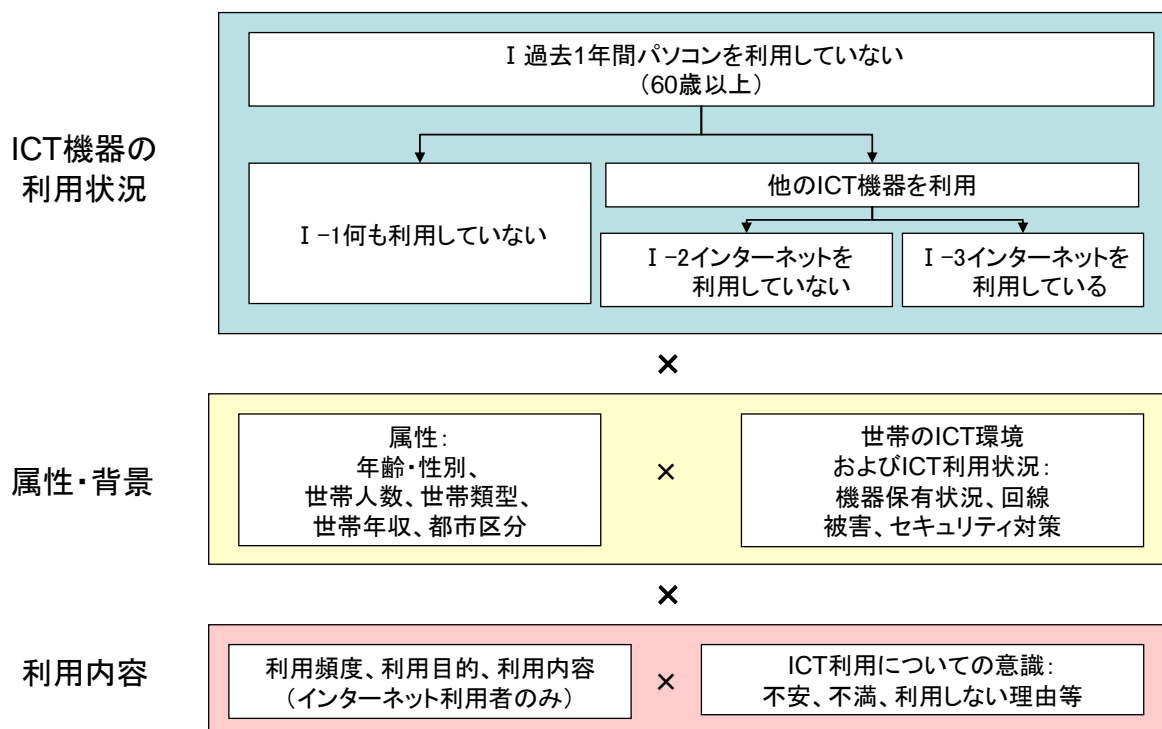 ICT機器の
利用状況
Ⅰ 過去1年間パソコンを利用していない
（60歳以上）
Ⅰ-1何も利用していない
他のICT機器を利用
Ⅰ-2インターネットを
利用していない
Ⅰ-3インターネットを
利用している
×
属性・背景
属性：
年齢・性別、
世帯人数、世帯類型、
世帯年収、都市区分
×
世帯のICT環境
およびICT利用状況：
機器保有状況、回線
被害、セキュリティ対策
×
利用内容
利用頻度、利用目的、利用内容
（インターネット利用者のみ）
×
ICT利用についての意識：
不安、不満、利用しない理由等